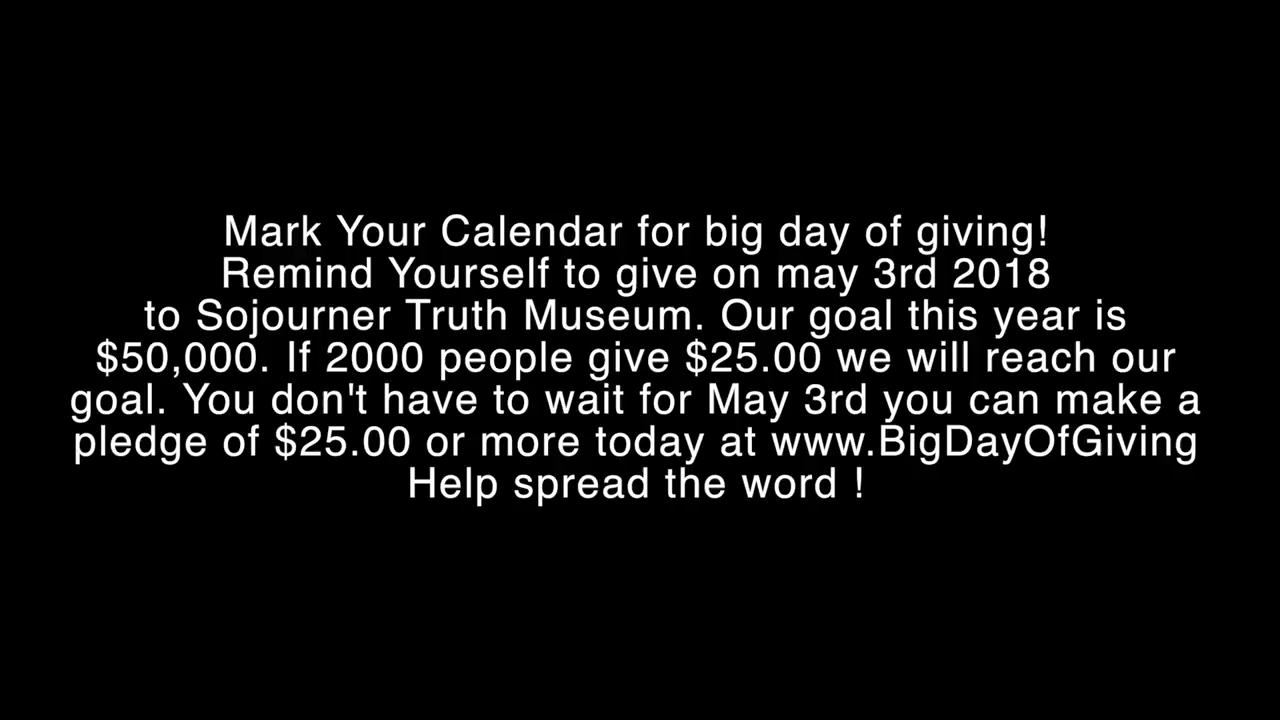 Mark Your Calendar for big day of giving!
Remind Yourself to give on may 3rd 2018
to Sojourner Truth Museum. Our goal this year is
$50,000. If 2000 people give $25.00 we will reach our
goal. You don't have to wait for May 3rd you can make a
pledge of $25.00 or more today at www.BigDayOfGiving
Help spread the word !